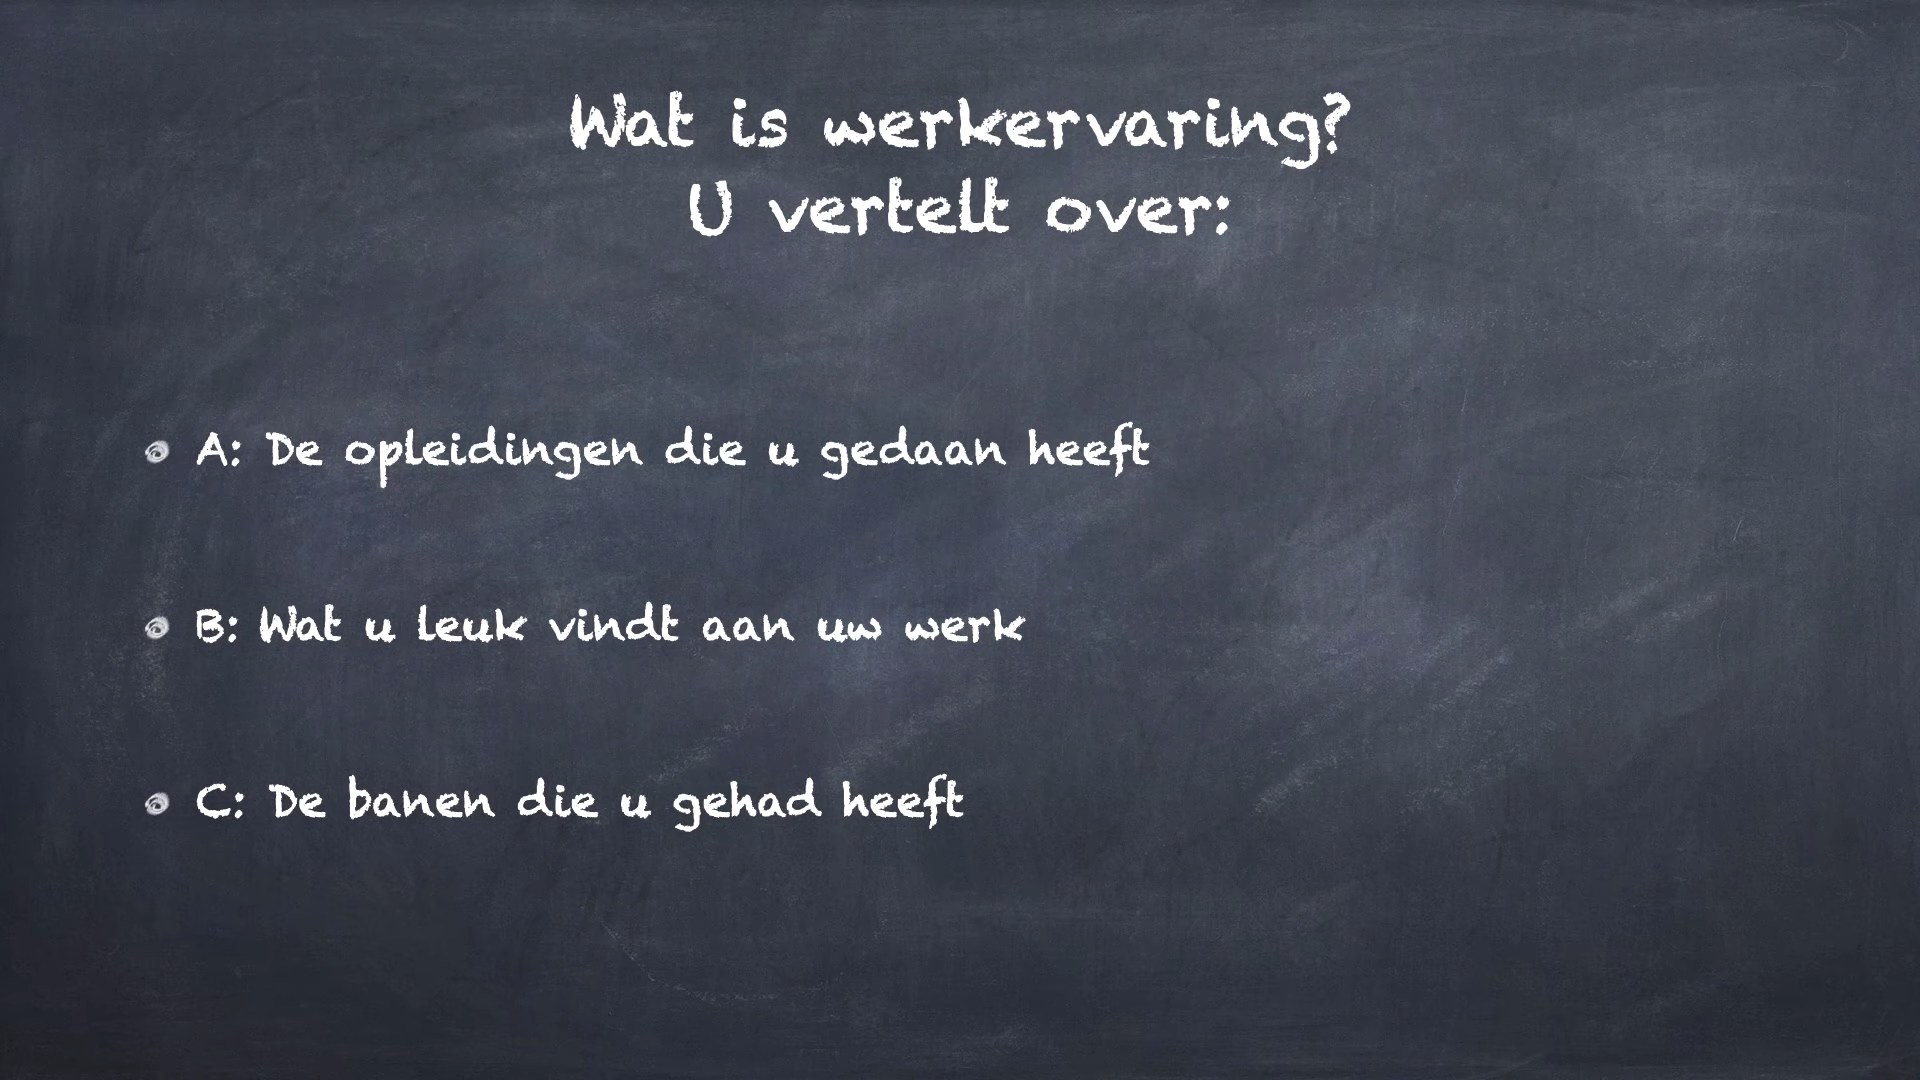 Wat is werkervaring?
U vertelt over:
A: De opleidingen die u gedaan heeft
B: Wat u leuk vindt aan uw werk
C: De banen die u gehad heeft